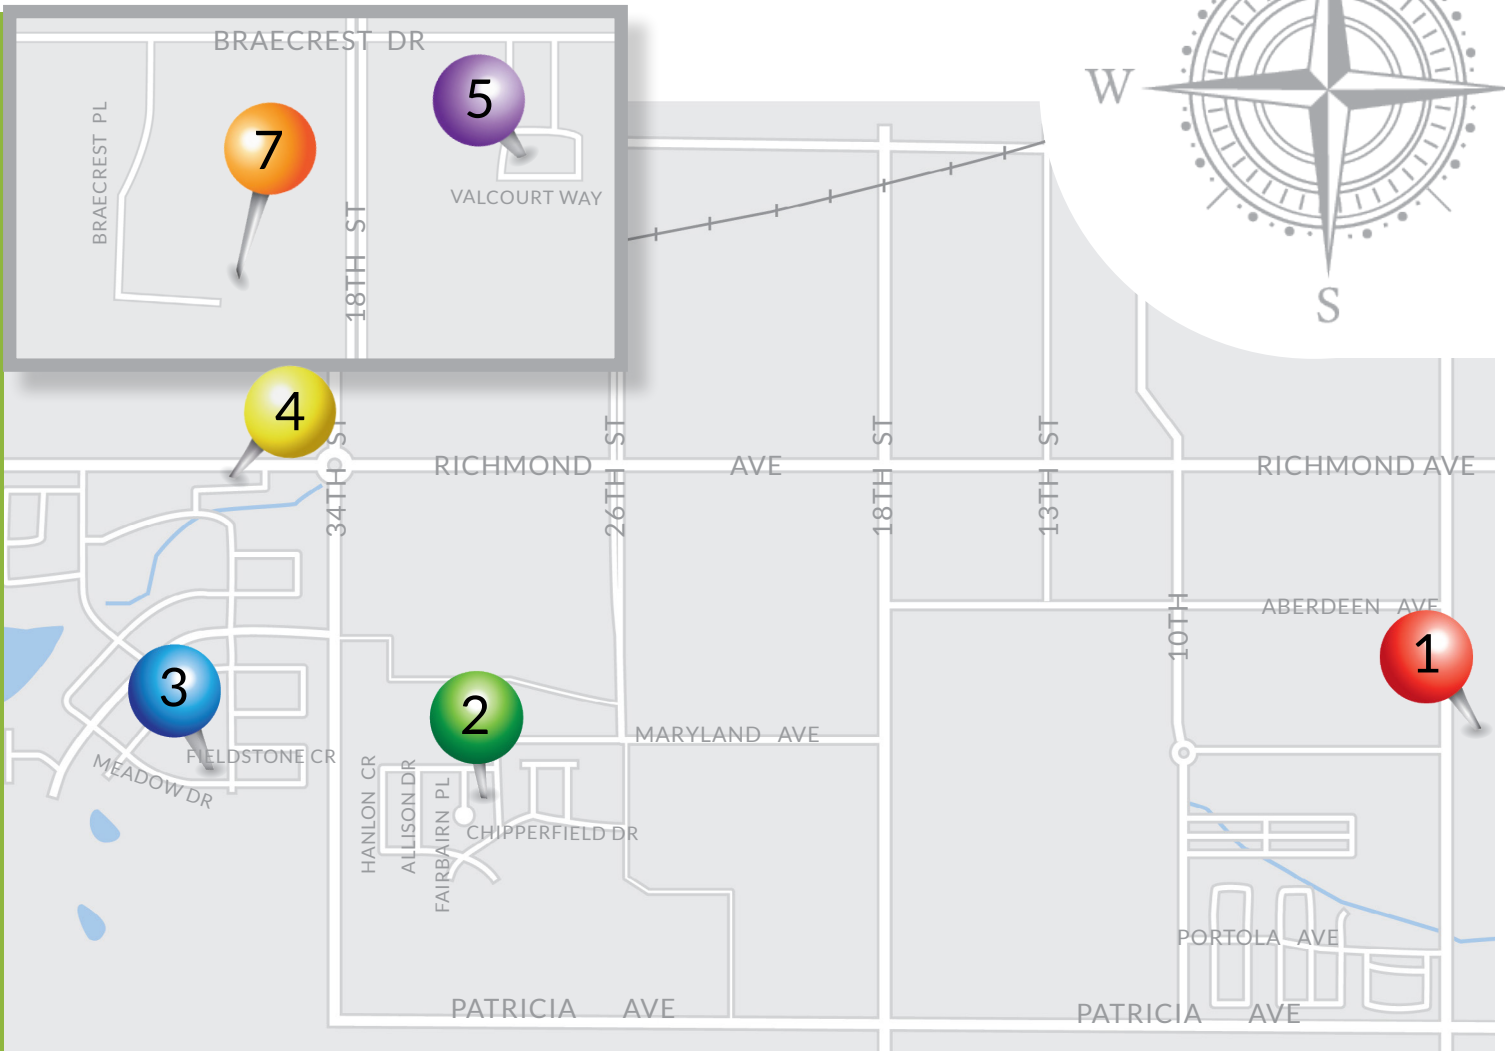 BRAECREST DR
5
7
W
BRAECREST PL
VALCOURT WAY
18TH ST
S
4
34TH ST
26TH ST
18TH ST
13TH ST
RICHMOND AVE
RICHMOND AVE
10TH
ABERDEEN AVE
1
3
2
MARYLAND AVE
FIELDSTONE CR
MEADOW DR
HANLON CR
ALLISON DR
FAIRBAIRN PL
CHIPPERFIELD DR
PORTOLA AVE
PATRICIA AVE
PATRICIA AVE